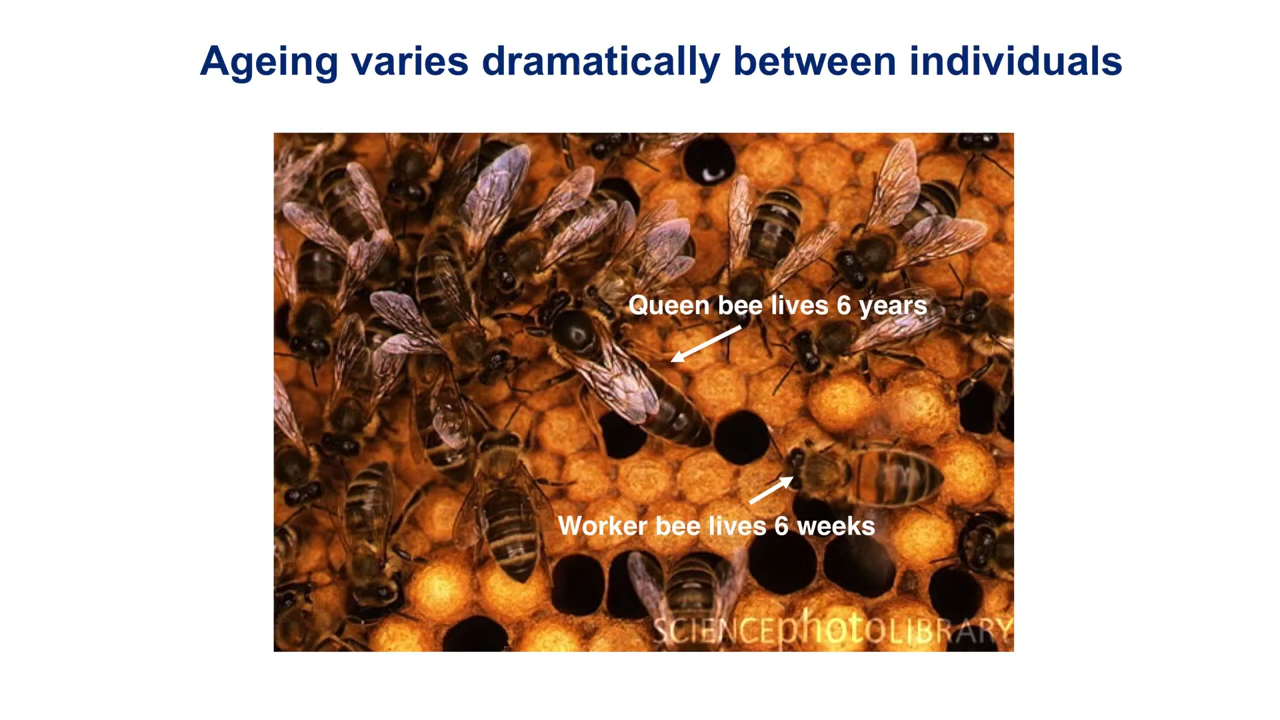 Ageing varies dramatically between individuals
Queen bee lives 6 years
Worker bee lives 6 weeks
SCIENCEphotoLIBRARY